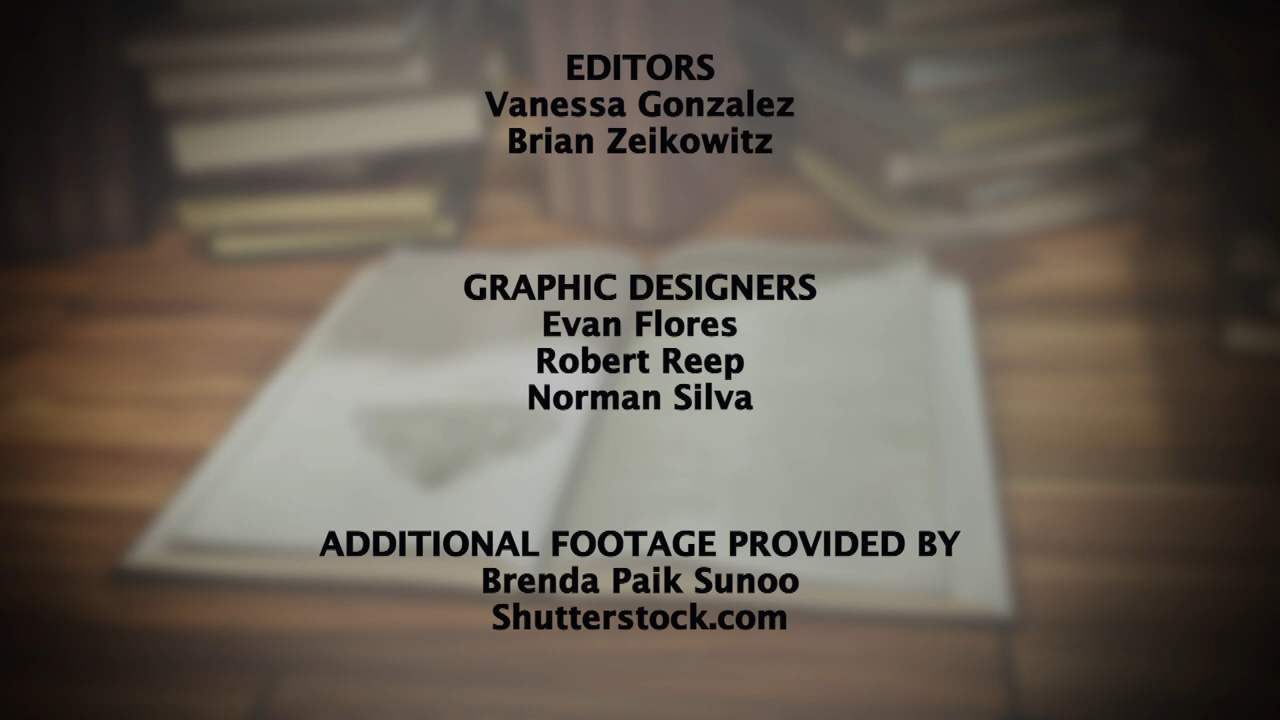 EDITORS
Vanessa Gonzalez
Brian Zeikowitz
GRAPHIC DESIGNERS
Evan Flores
Robert Reep
Norman Silva
ADDITIONAL FOOTAGE PROVIDED BY
Brenda Paik Sunoo
Shutterstock.com